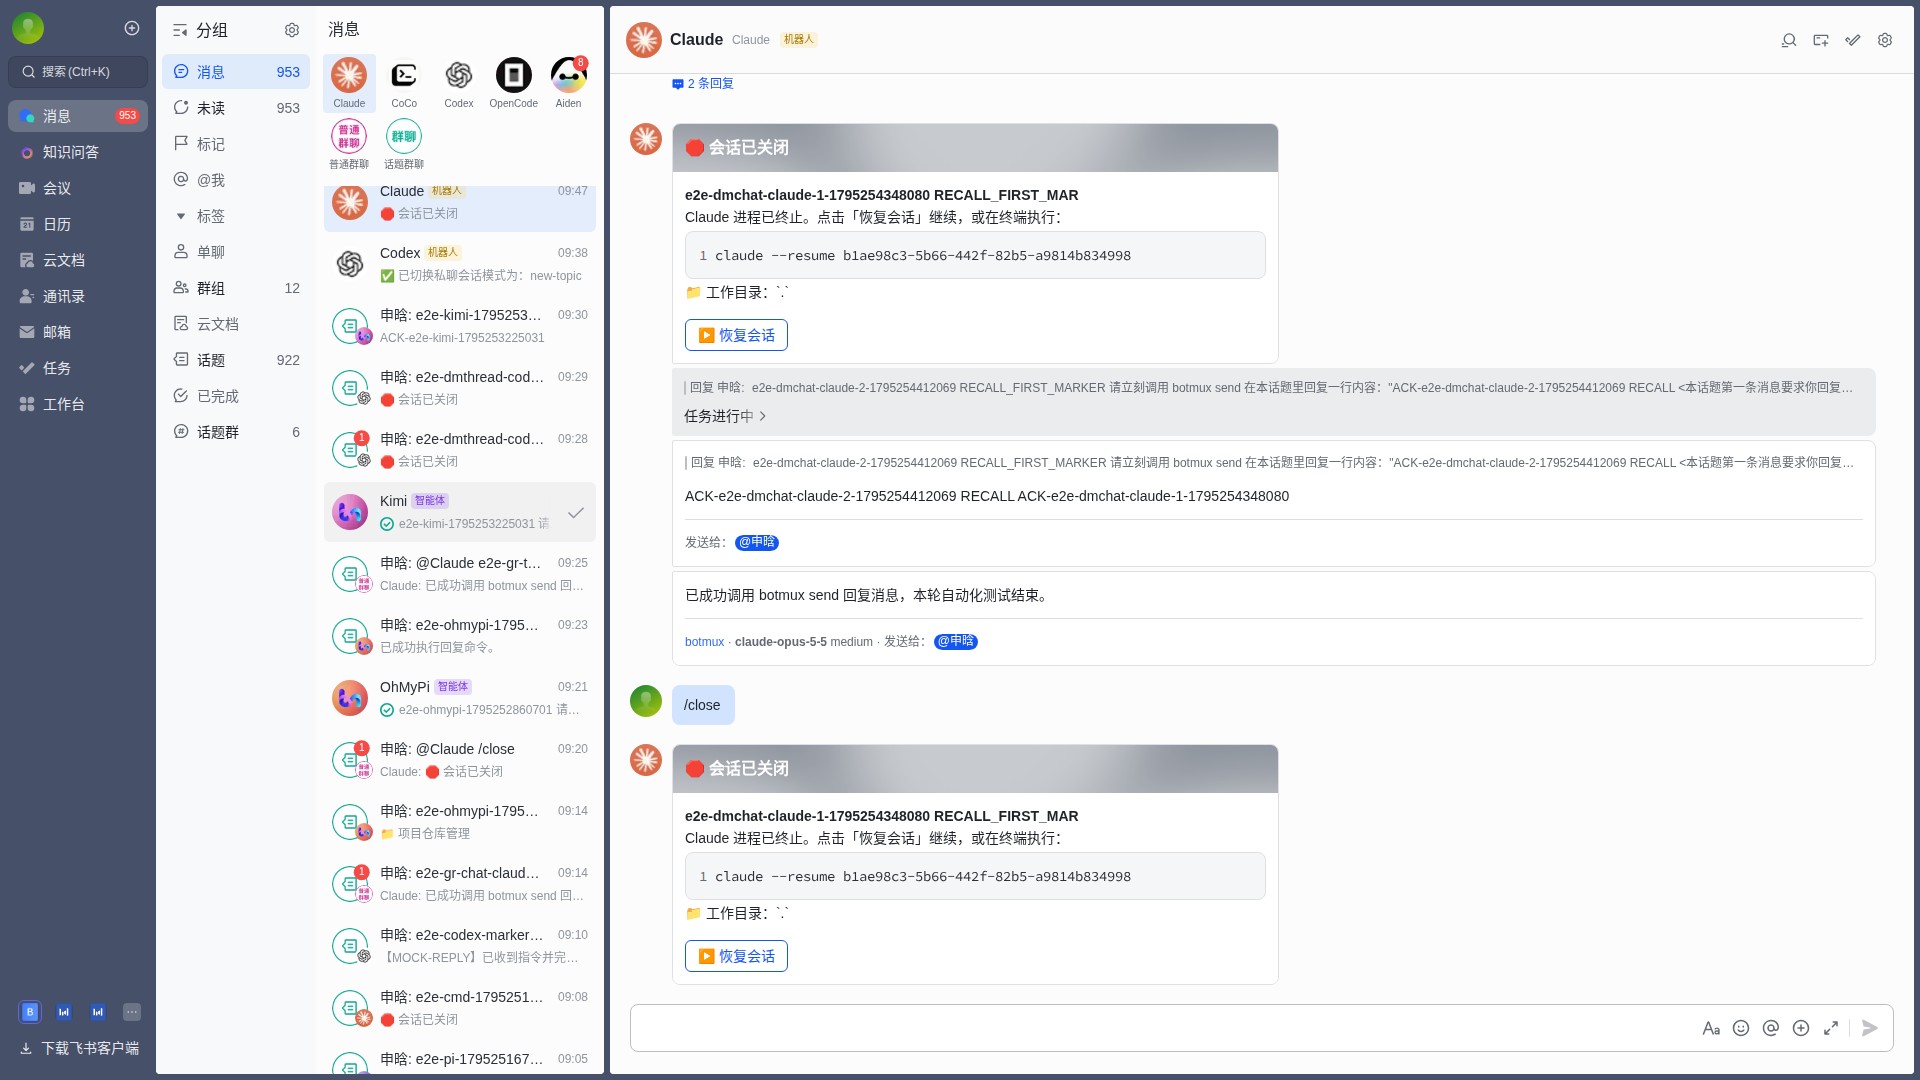 搜索 (Ctrl+K)
消息
953
知识问答
会议
日历
云文档
通讯录
邮箱
任务
工作台
下载飞书客户端
分组
消息 953
未读 953
标记
@我
标签
单聊
群组 12
云文档
话题 922
已完成
话题群 6
消息
Claude
CoCo
Codex
OpenCode
8
Aiden
普通群聊
普通群聊
群聊
话题群聊
Claude 机器人 09:47
会话已关闭
Codex 机器人 09:38
已切换私聊会话模式为：new-topic
申晗: e2e-kimi-1795253... 09:30
ACK-e2e-kimi-1795253225031
申晗: e2e-dmthread-cod... 09:29
会话已关闭
1
申晗: e2e-dmthread-cod... 09:28
会话已关闭
Kimi 智能体
e2e-kimi-1795253225031 请
申晗: @Claude e2e-gr-t... 09:25
Claude: 已成功调用 botmux send 回...
申晗: e2e-ohmypi-1795... 09:23
已成功执行回复命令。
OhMyPi 智能体 09:21
e2e-ohmypi-1795252860701 请...
1
申晗: @Claude /close 09:20
Claude: 会话已关闭
申晗: e2e-ohmypi-1795... 09:14
项目仓库管理
1
申晗: e2e-gr-chat-claud... 09:14
Claude: 已成功调用 botmux send 回...
申晗: e2e-codex-marker... 09:10
【MOCK-REPLY】已收到指令并完...
申晗: e2e-cmd-1795251... 09:08
会话已关闭
申晗: e2e-pi-179525167... 09:05
Claude Claude 机器人
2 条回复
会话已关闭
e2e-dmchat-claude-1-1795254348080 RECALL_FIRST_MAR
Claude 进程已终止。点击「恢复会话」继续，或在终端执行：
1 claude --resume b1ae98c3-5b66-442f-82b5-a9814b834998
工作目录：`.`
恢复会话
回复 申晗：e2e-dmchat-claude-2-1795254412069 RECALL_FIRST_MARKER 请立刻调用 botmux send 在本话题里回复一行内容："ACK-e2e-dmchat-claude-2-1795254412069 RECALL <本话题第一条消息要求你回复...
任务进行中
回复 申晗：e2e-dmchat-claude-2-1795254412069 RECALL_FIRST_MARKER 请立刻调用 botmux send 在本话题里回复一行内容："ACK-e2e-dmchat-claude-2-1795254412069 RECALL <本话题第一条消息要求你回复...
ACK-e2e-dmchat-claude-2-1795254412069 RECALL ACK-e2e-dmchat-claude-1-1795254348080
发送给：@申晗
已成功调用 botmux send 回复消息，本轮自动化测试结束。
botmux · claude-opus-5-5 medium · 发送给：@申晗
/close
会话已关闭
e2e-dmchat-claude-1-1795254348080 RECALL_FIRST_MAR
Claude 进程已终止。点击「恢复会话」继续，或在终端执行：
1 claude --resume b1ae98c3-5b66-442f-82b5-a9814b834998
工作目录：`.`
恢复会话
Aa